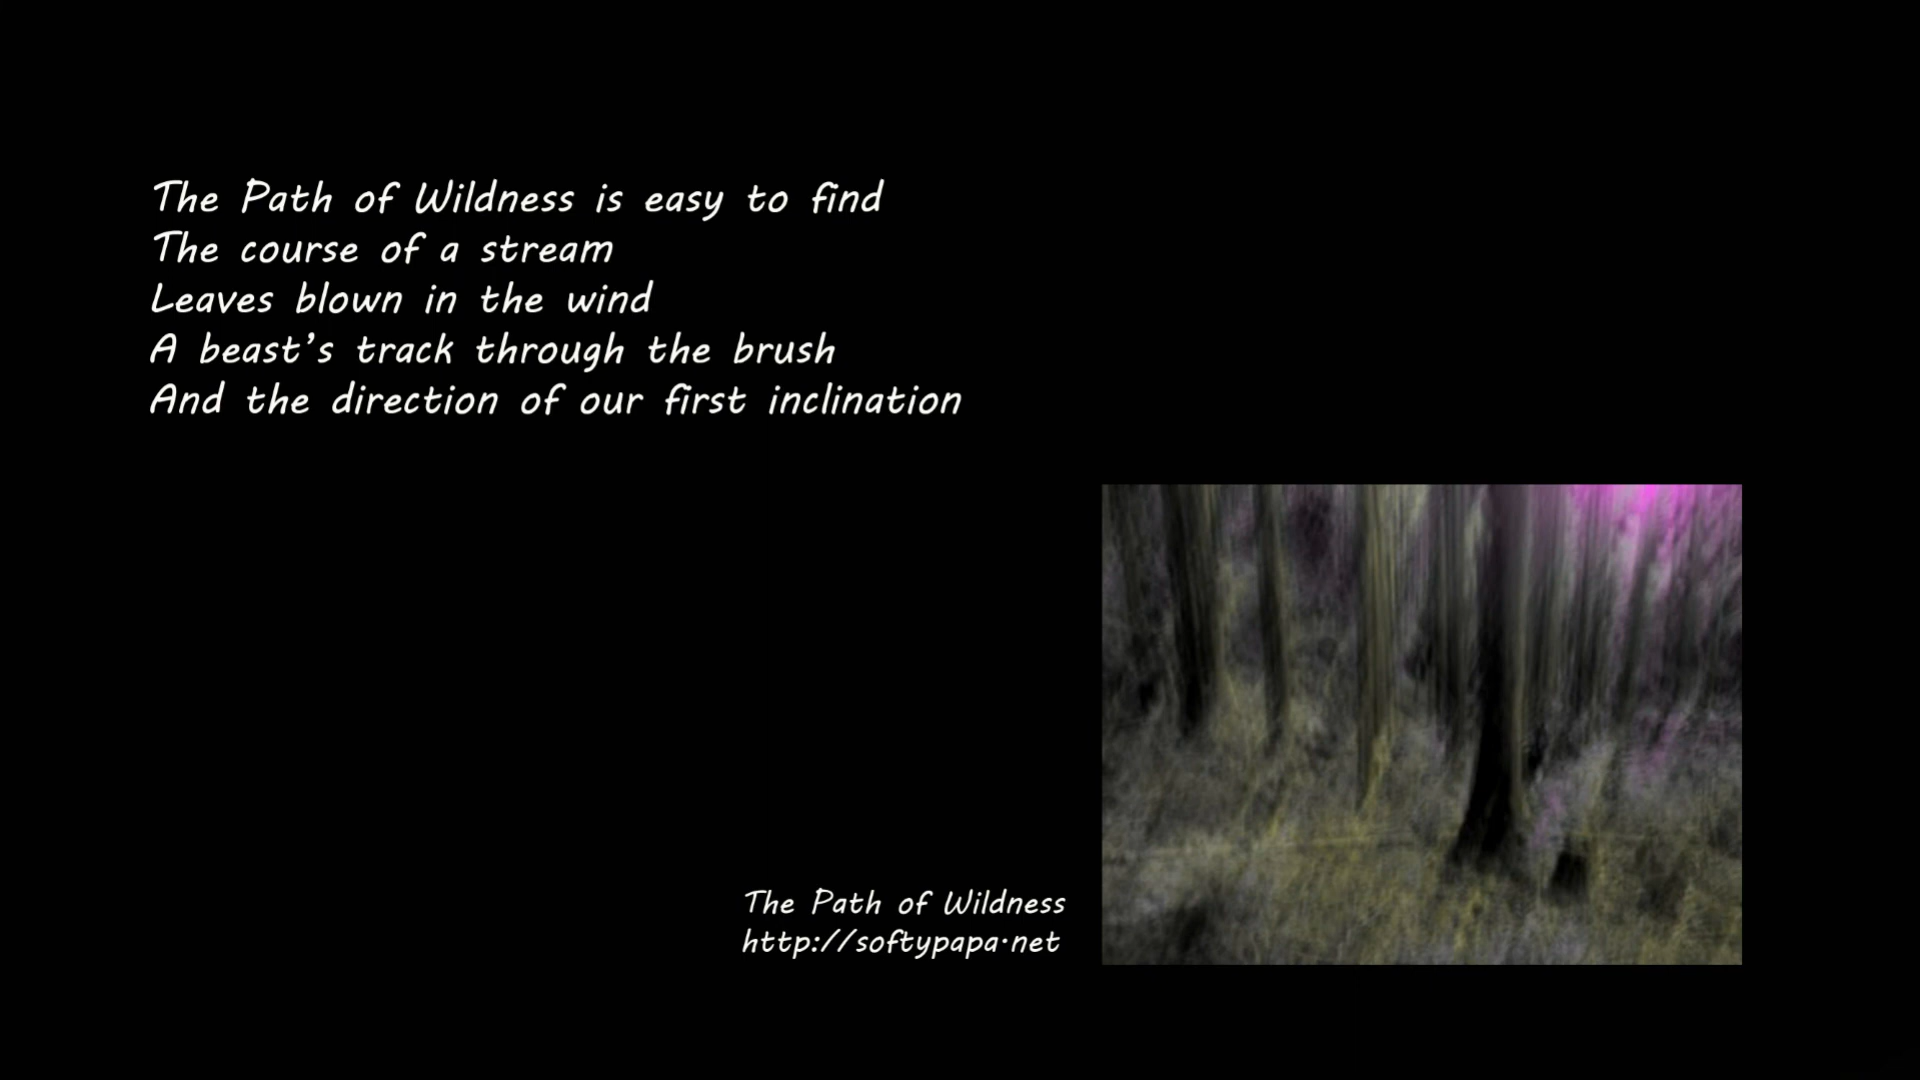 The Path of Wildness is easy to find
The course of a stream
Leaves blown in the wind
A beast's track through the brush
And the direction of our first inclination
The Path of Wildness
http://softypapa.net